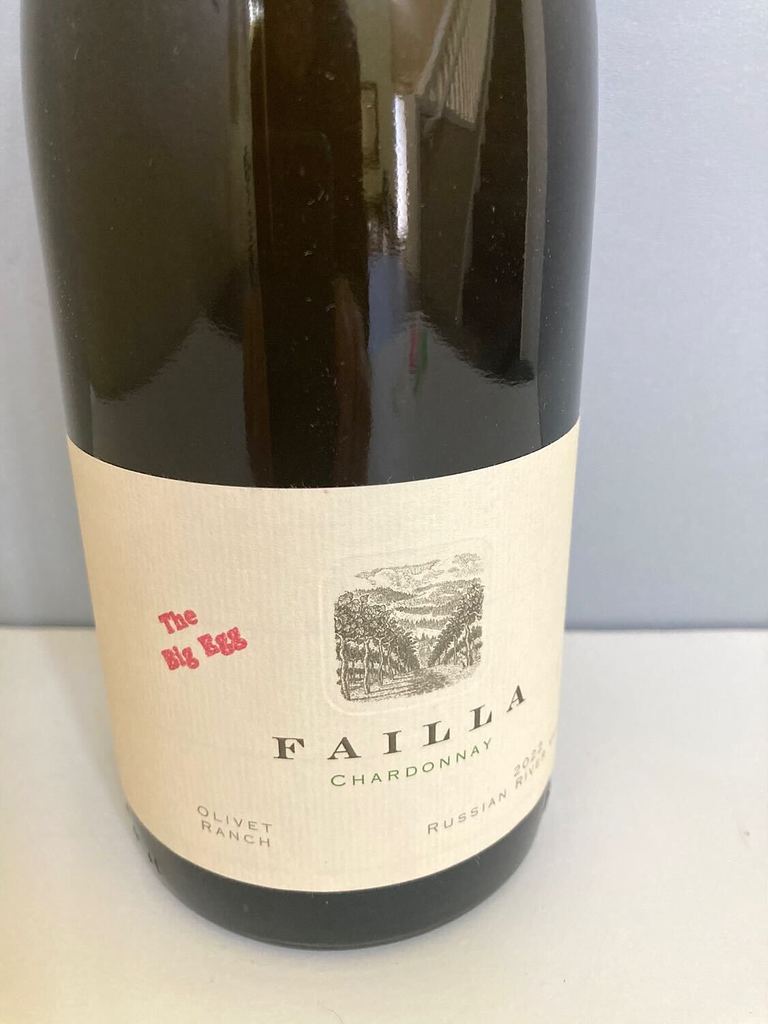 The
Big Egg
FAILLA
CHARDONNAY
OLIVET
RANCH
RUSSIAN RIVER